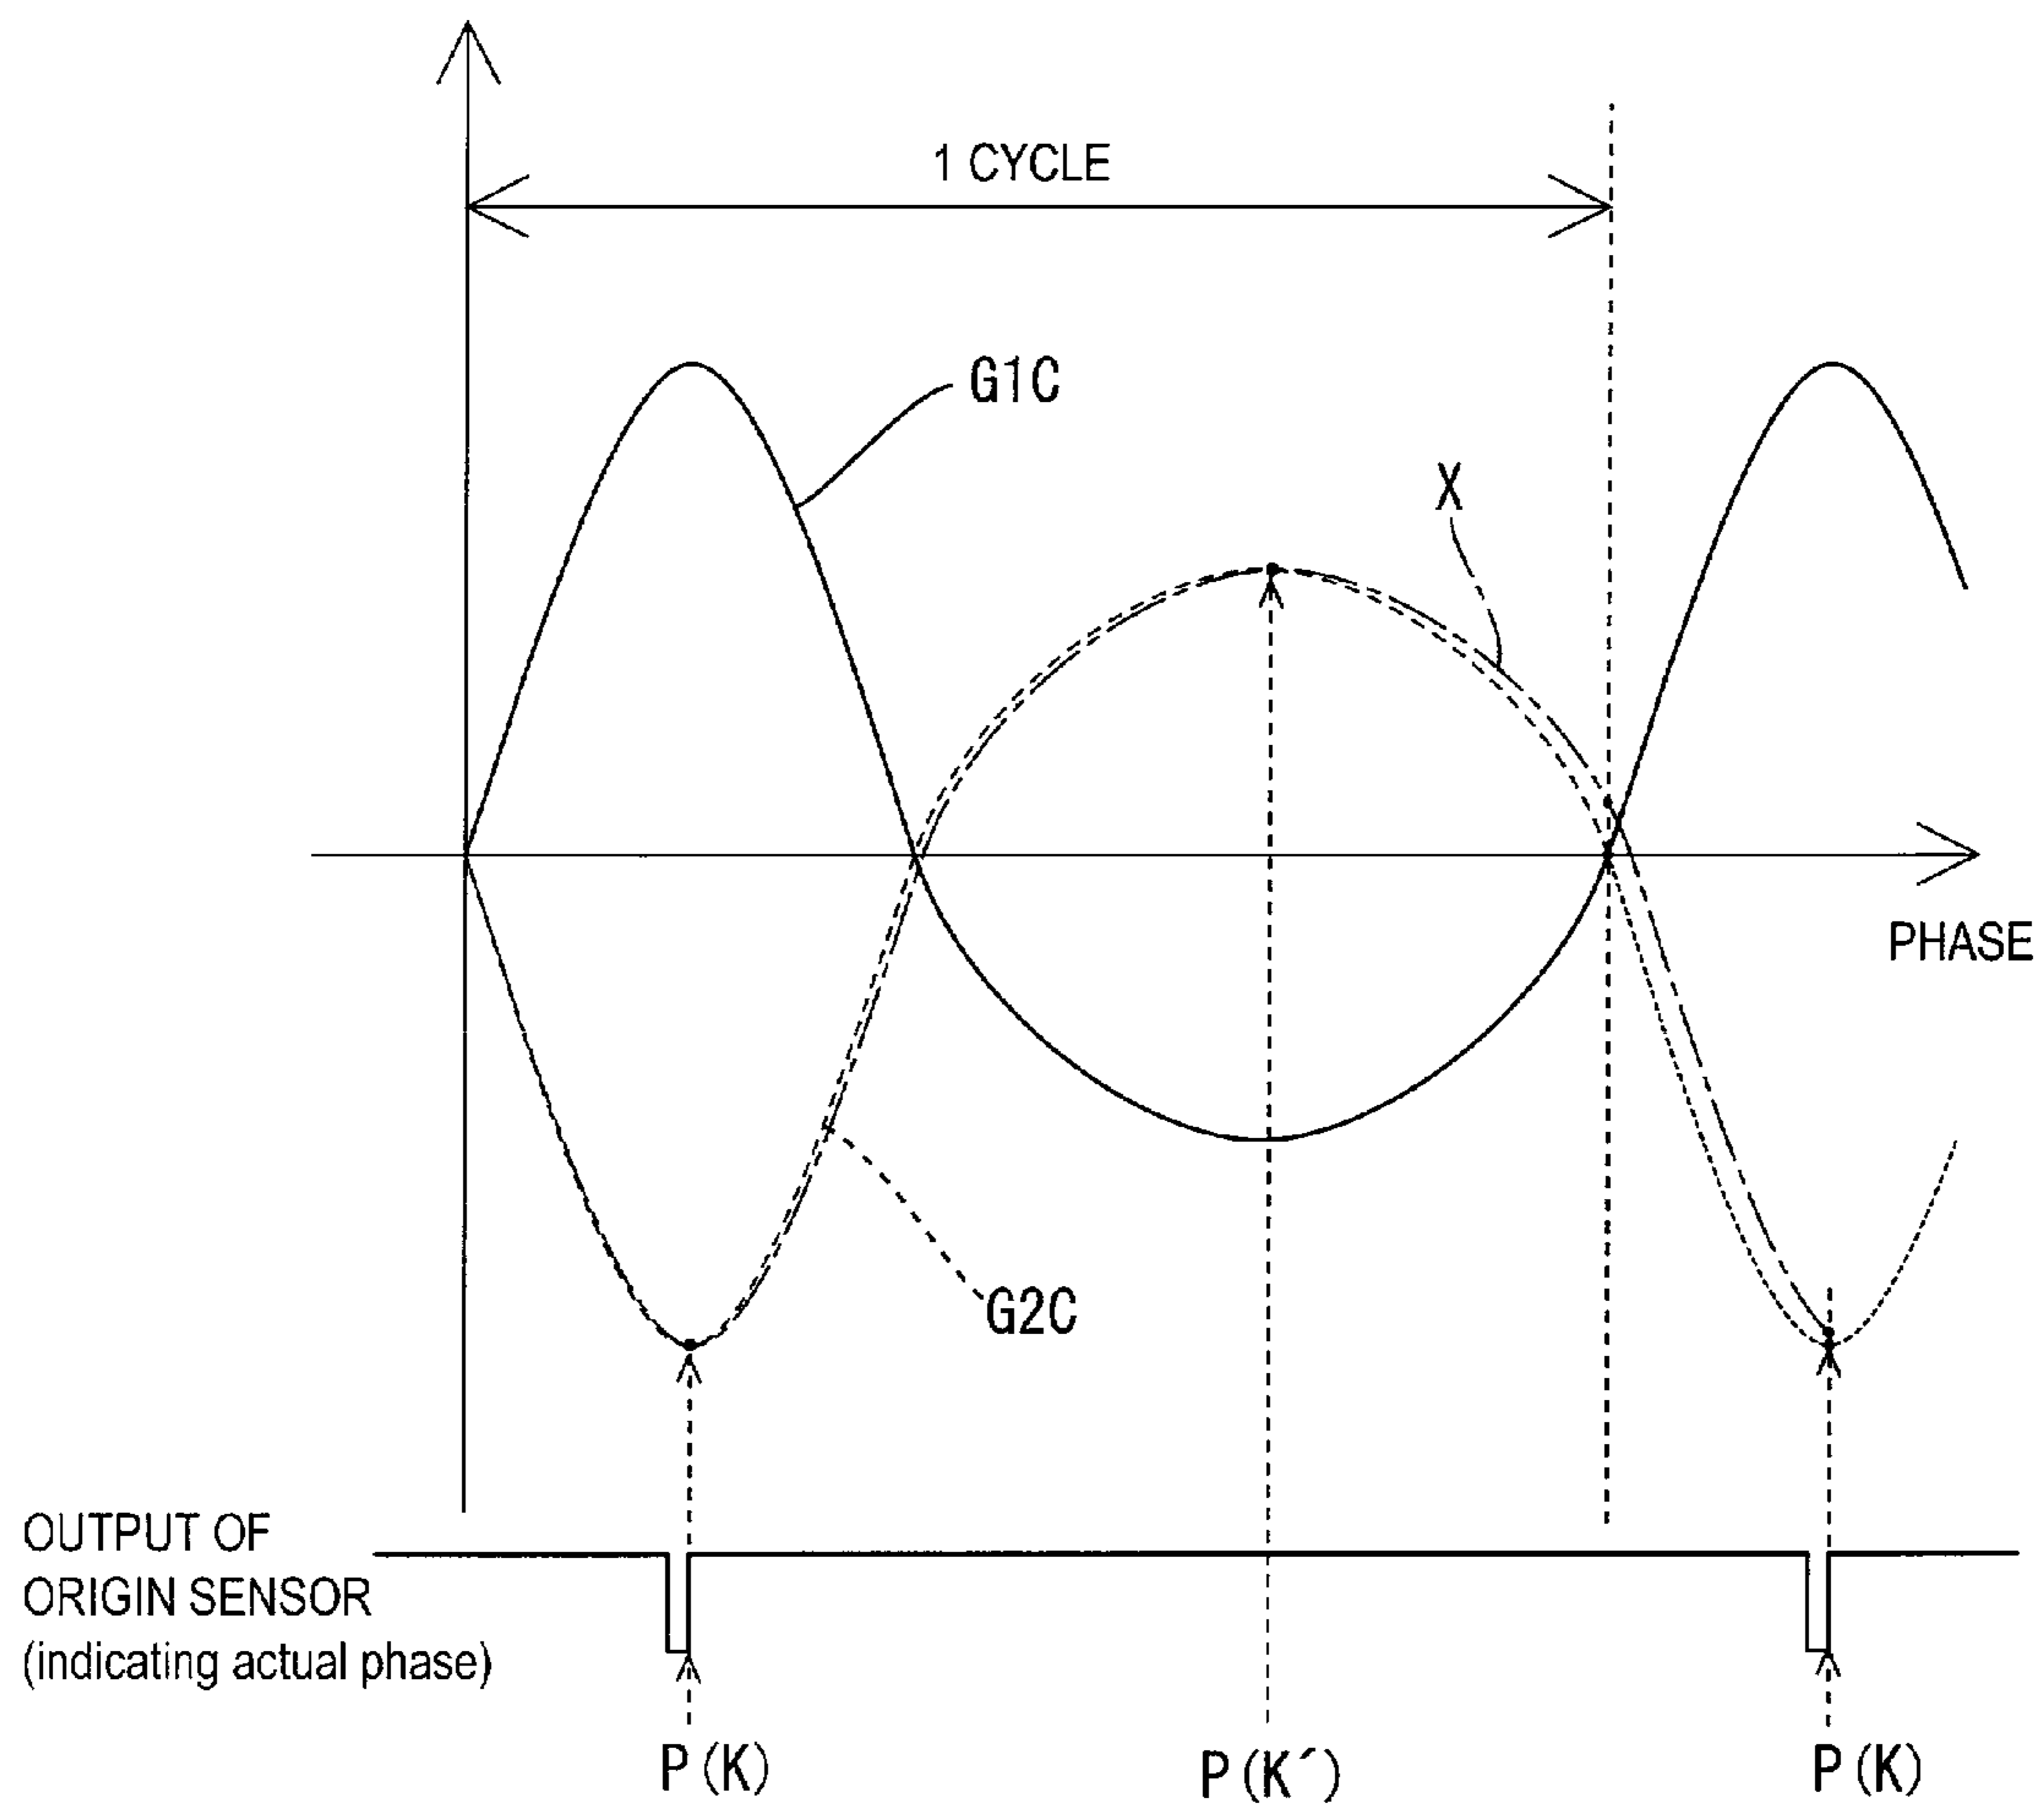 1 CYCLE
G1C
X
PHASE
G2C
OUTPUT OF
ORIGIN SENSOR
(indicating actual phase)
P(K)
P(K´)
P(K)